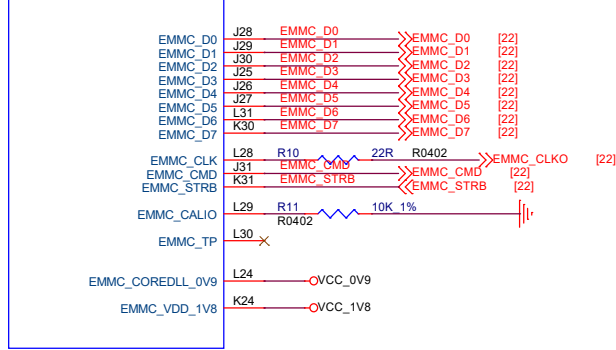 EMMC_D0 J28 EMMC_D0 EMMC_D0 [22]
EMMC_D1 J29 EMMC_D1 EMMC_D1 [22]
EMMC_D2 J30 EMMC_D2 EMMC_D2 [22]
EMMC_D3 J25 EMMC_D3 EMMC_D3 [22]
EMMC_D4 J26 EMMC_D4 EMMC_D4 [22]
EMMC_D5 J27 EMMC_D5 EMMC_D5 [22]
EMMC_D6 L31 EMMC_D6 EMMC_D6 [22]
EMMC_D7 K30 EMMC_D7 EMMC_D7 [22]
EMMC_CLK L28 R10 22R R0402 EMMC_CLKO [22]
EMMC_CMD J31 EMMC_CMD EMMC_CMD [22]
EMMC_STRB K31 EMMC_STRB EMMC_STRB [22]
EMMC_CALIO L29 R11 10K_1%
R0402
EMMC_TP L30
EMMC_COREDLL_0V9 L24 VCC_0V9
EMMC_VDD_1V8 K24 VCC_1V8